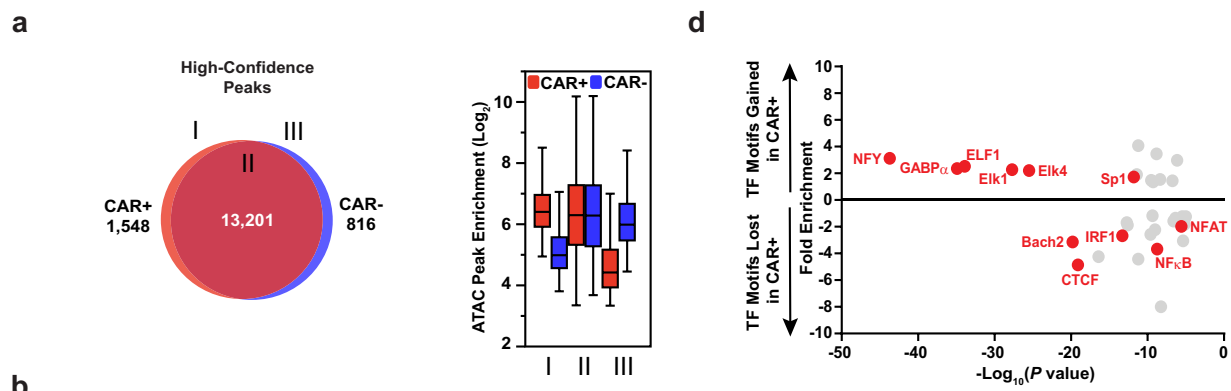 a
High-Confidence
Peaks
I
III
II
CAR+
1,548
13,201
CAR-
816
ATAC Peak Enrichment (Log2)
CAR+
CAR-
10
8
6
4
2
I
II
III
d
TF Motifs Gained
in CAR+
TF Motifs Lost
in CAR+
Fold Enrichment
10
8
6
4
2
0
-2
-4
-6
-8
-10
NFY
GABPα
ELF1
Elk1
Elk4
Sp1
Bach2
IRF1
NFAT
NFκB
CTCF
-50
-40
-30
-20
-10
0
-Log10(P value)